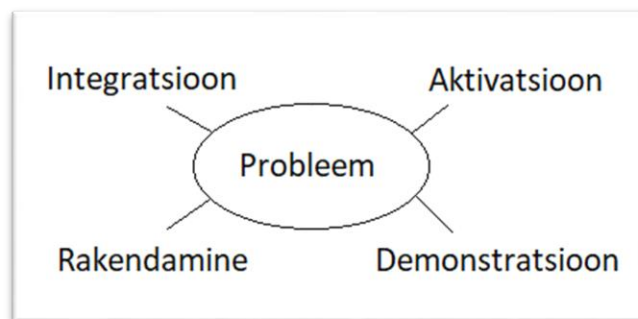 Integratsioon
Aktivatsioon
Probleem
Rakendamine
Demonstratsioon